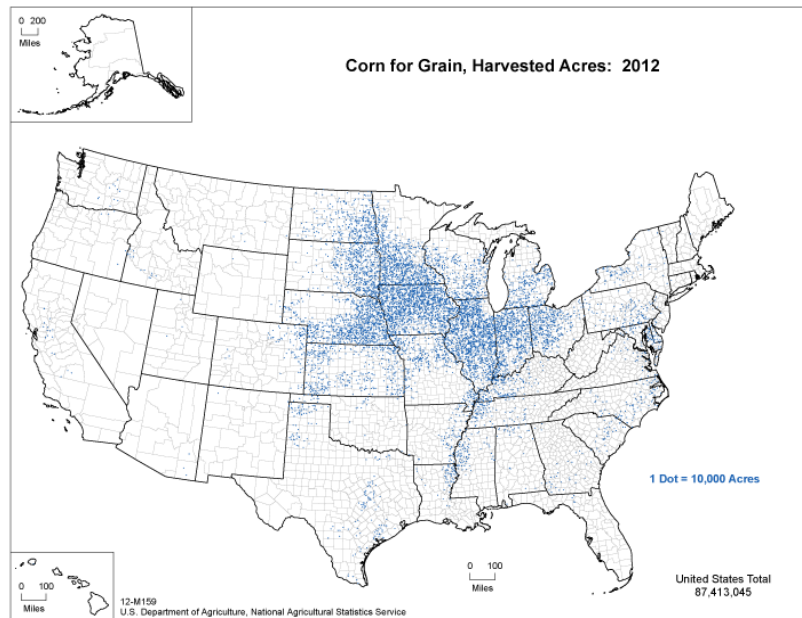 0 200
Miles
Corn for Grain, Harvested Acres: 2012
1 Dot = 10,000 Acres
0 100
Miles
0 100
Miles
United States Total
87,413,045
12-M159
U.S. Department of Agriculture, National Agricultural Statistics Service